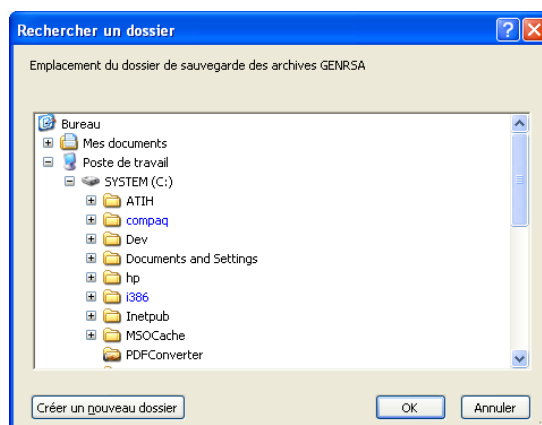 Rechercher un dossier
Emplacement du dossier de sauvegarde des archives GENRSA
Bureau
Mes documents
Poste de travail
SYSTEM (C:)
ATIH
compaq
Dev
Documents and Settings
hp
i386
Inetpub
MSOCache
PDFConverter
Créer un nouveau dossier
OK
Annuler